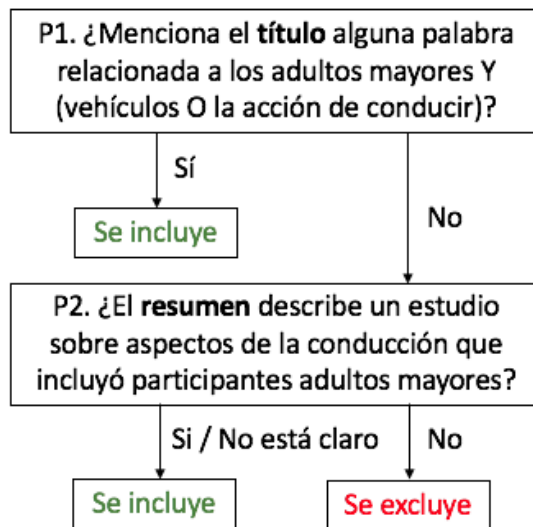 P1. ¿Menciona el título alguna palabra
relacionada a los adultos mayores Y
(vehículos O la acción de conducir)?
Sí
Se incluye
No
P2. ¿El resumen describe un estudio
sobre aspectos de la conducción que
incluyó participantes adultos mayores?
Si / No está claro
No
Se incluye
Se excluye